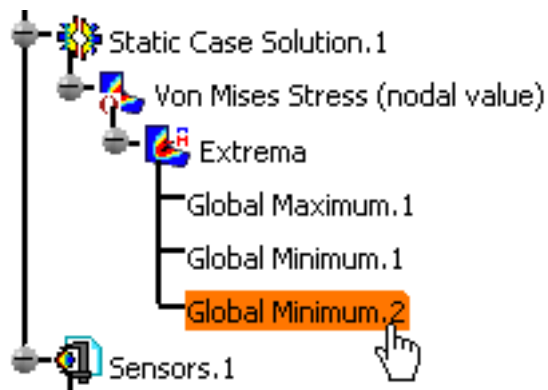 Static Case Solution.1
Von Mises Stress (nodal value)
Extrema
Global Maximum.1
Global Minimum.1
Global Minimum.2
Sensors.1